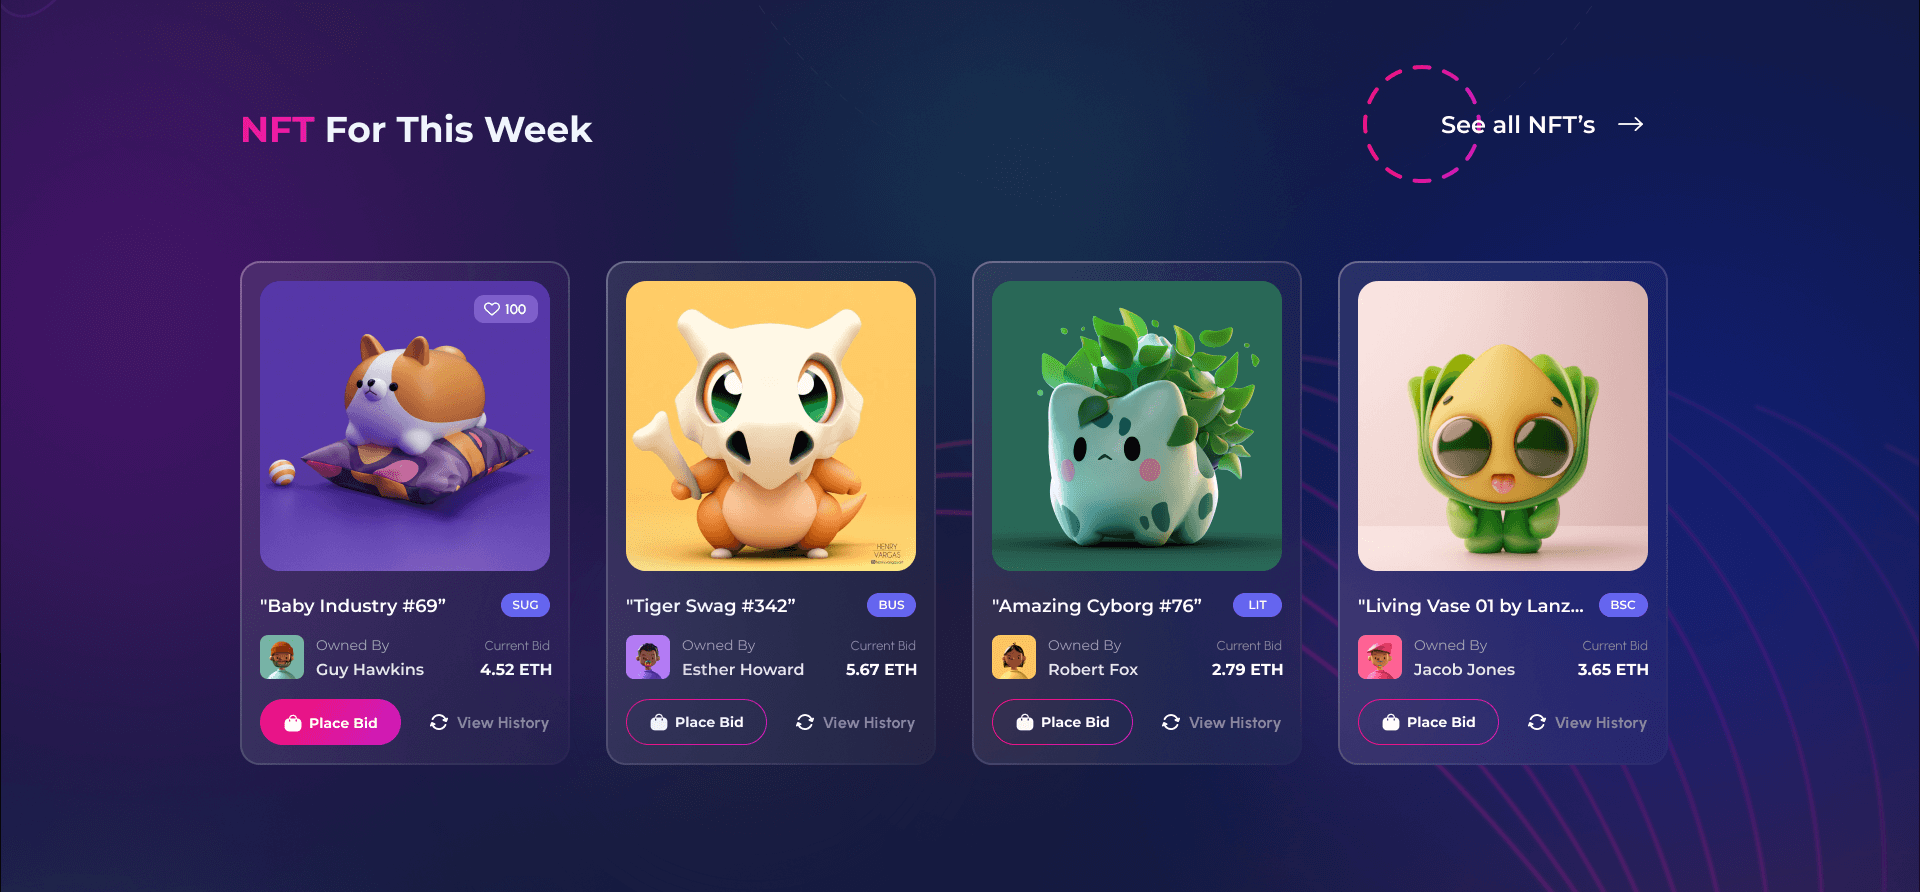 NFT For This Week
See all NFT’s
100
"Baby Industry #69”
SUG
Owned By
Guy Hawkins
Current Bid
4.52 ETH
Place Bid
View History
HENRY
VARGAS
"Tiger Swag #342”
BUS
Owned By
Esther Howard
Current Bid
5.67 ETH
Place Bid
View History
"Amazing Cyborg #76”
LIT
Owned By
Robert Fox
Current Bid
2.79 ETH
Place Bid
View History
"Living Vase 01 by Lanz...
BSC
Owned By
Jacob Jones
Current Bid
3.65 ETH
Place Bid
View History